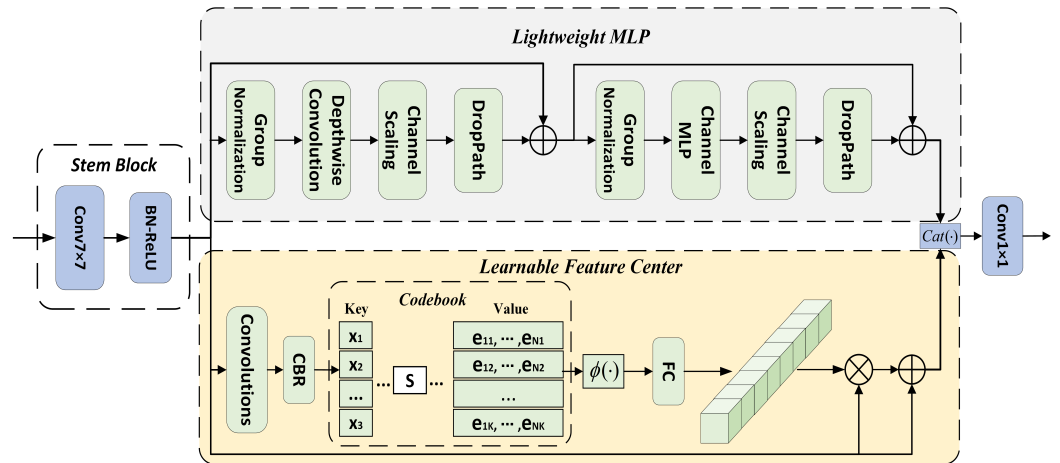 Lightweight MLP
Group
Normalization
Depthwise
Convolution
Channel
Scaling
DropPath
Group
Normalization
Channel
MLP
Channel
Scaling
DropPath
Stem Block
Conv7×7
BN-ReLU
Cat(·)
Conv1×1
Learnable Feature Center
Convolutions
CBR
Codebook
Key
Value
x1
x2
...
x3
... S ...
e11, ··· ,eN1
e12, ··· ,eN2
...
e1K, ··· ,eNK
ϕ(·)
FC